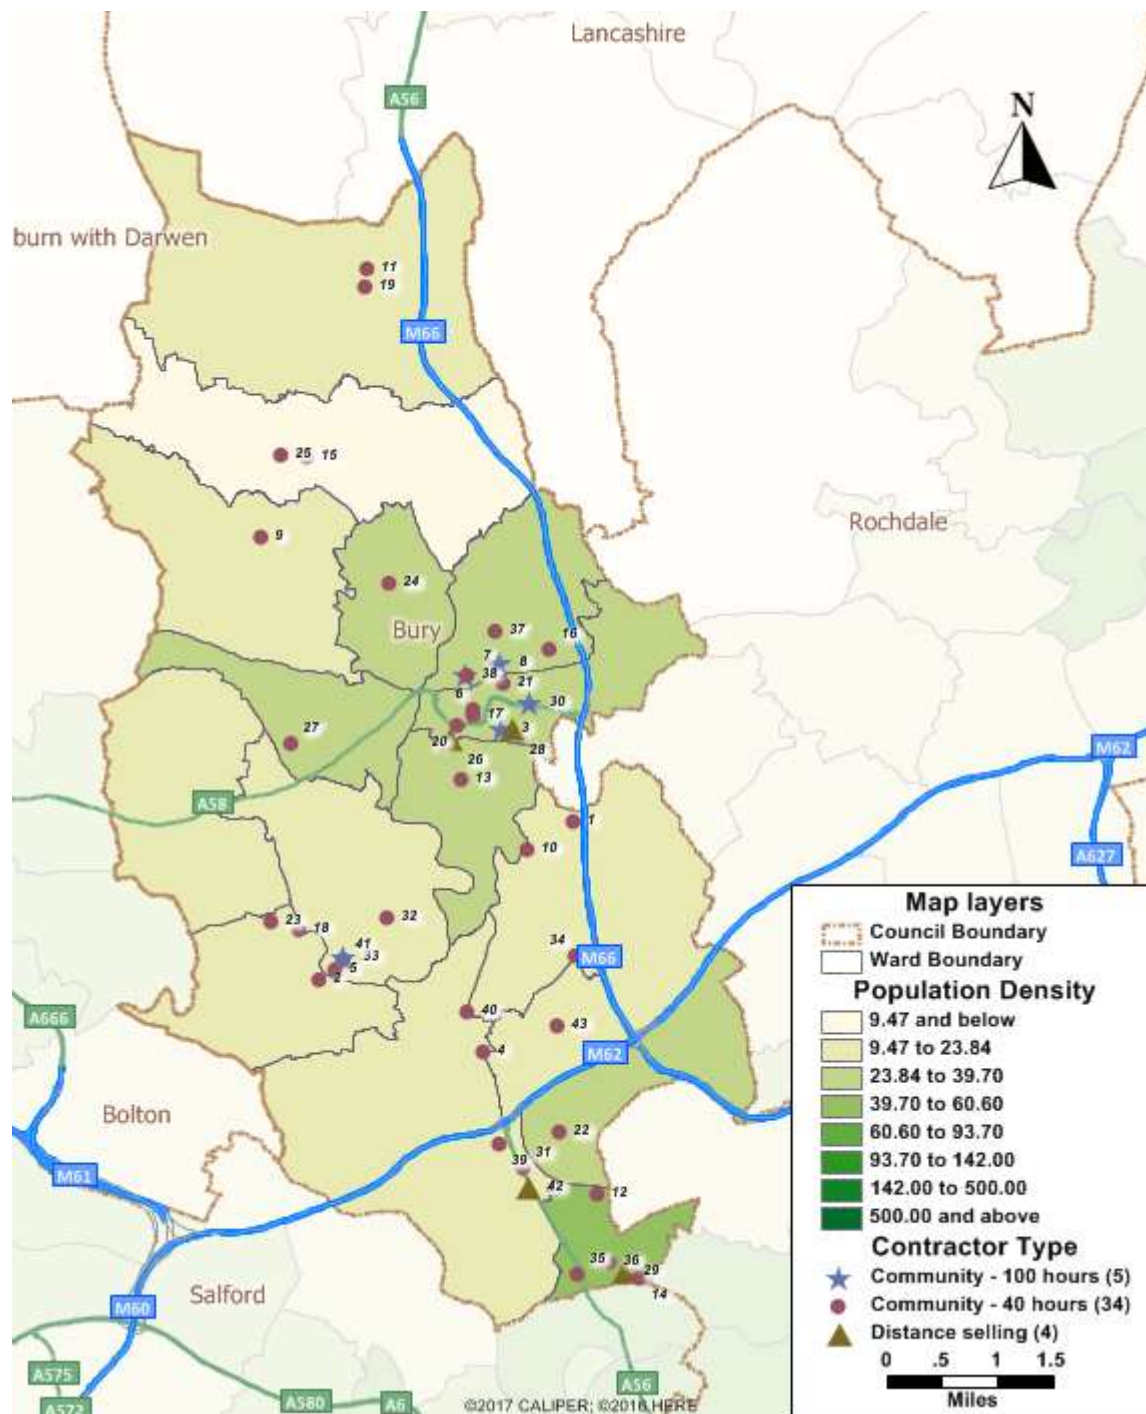 Lancashire
A56
N
burn with Darwen
11
19
M66
25 15
9
Rochdale
24
Bury
37
16
7
8
38
21
6
30
17
27
3
20
28
M62
26
13
A58
1
10
A627
Map layers
Council Boundary
Ward Boundary
Population Density
9.47 and below
9.47 to 23.84
23.84 to 39.70
39.70 to 60.60
60.60 to 93.70
93.70 to 142.00
142.00 to 500.00
500.00 and above
Contractor Type
Community - 100 hours (5)
Community - 40 hours (34)
Distance selling (4)
0 .5 1 1.5
Miles
23
32
18
41
34
33
M66
5
2
A666
40
43
4
M62
Bolton
22
31
M61
39
42
12
35
36
29
Salford
14
M60
A575
A56
A580
A6
A572
©2017 CALIPER; ©2016 HERE